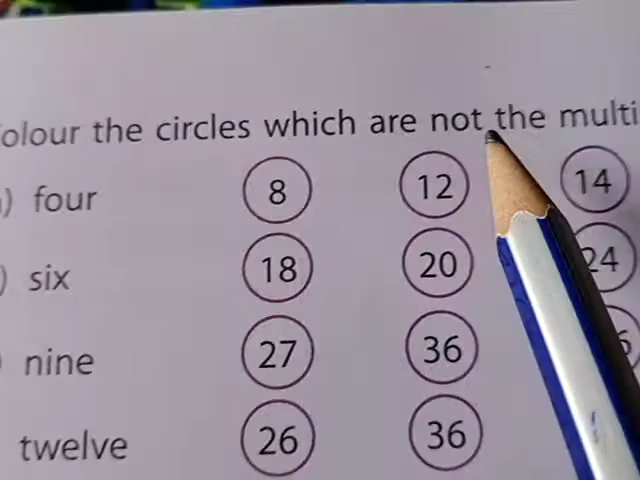 olour the circles which are not the multi
) four 8 12 14
) six 18 20 24
nine 27 36
twelve 26 36